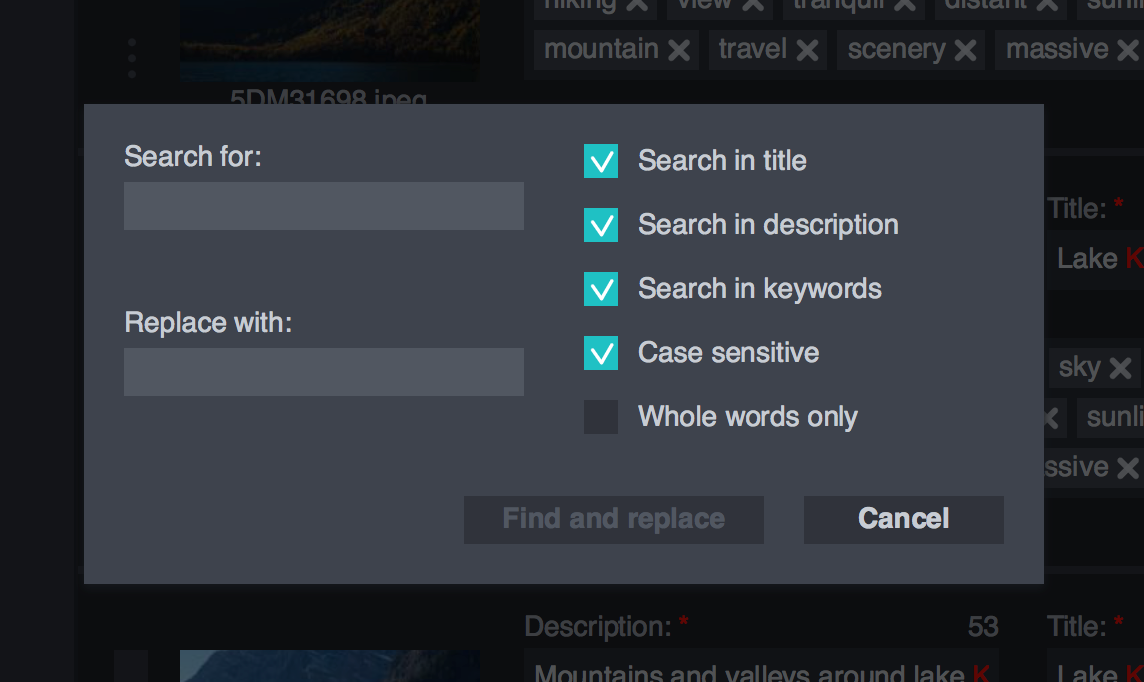 hiking view tranquil distant
mountain travel scenery massive
5DM31698.jpeg
Search for:
Replace with:
Search in title
Search in description
Search in keywords
Case sensitive
Whole words only
Find and replace
Cancel
Title: *
Lake K
sky
sunli
ssive
Description: * 53
Mountains and valleys around lake K
Title: *
Lake K